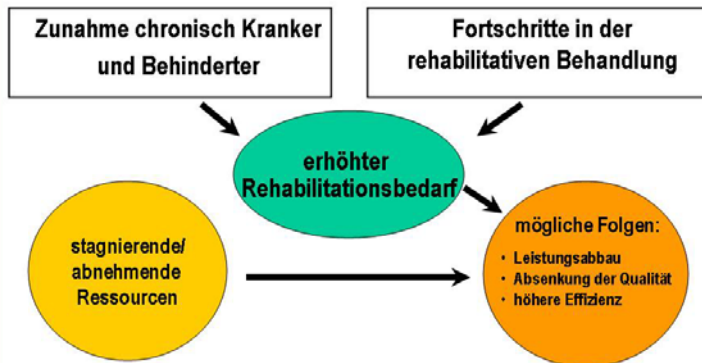 Zunahme chronisch Kranker
und Behinderter
Fortschritte in der
rehabilitativen Behandlung
erhöhter
Rehabilitationsbedarf
stagnierende/
abnehmende
Ressourcen
mögliche Folgen:
• Leistungsabbau
• Absenkung der Qualität
• höhere Effizienz